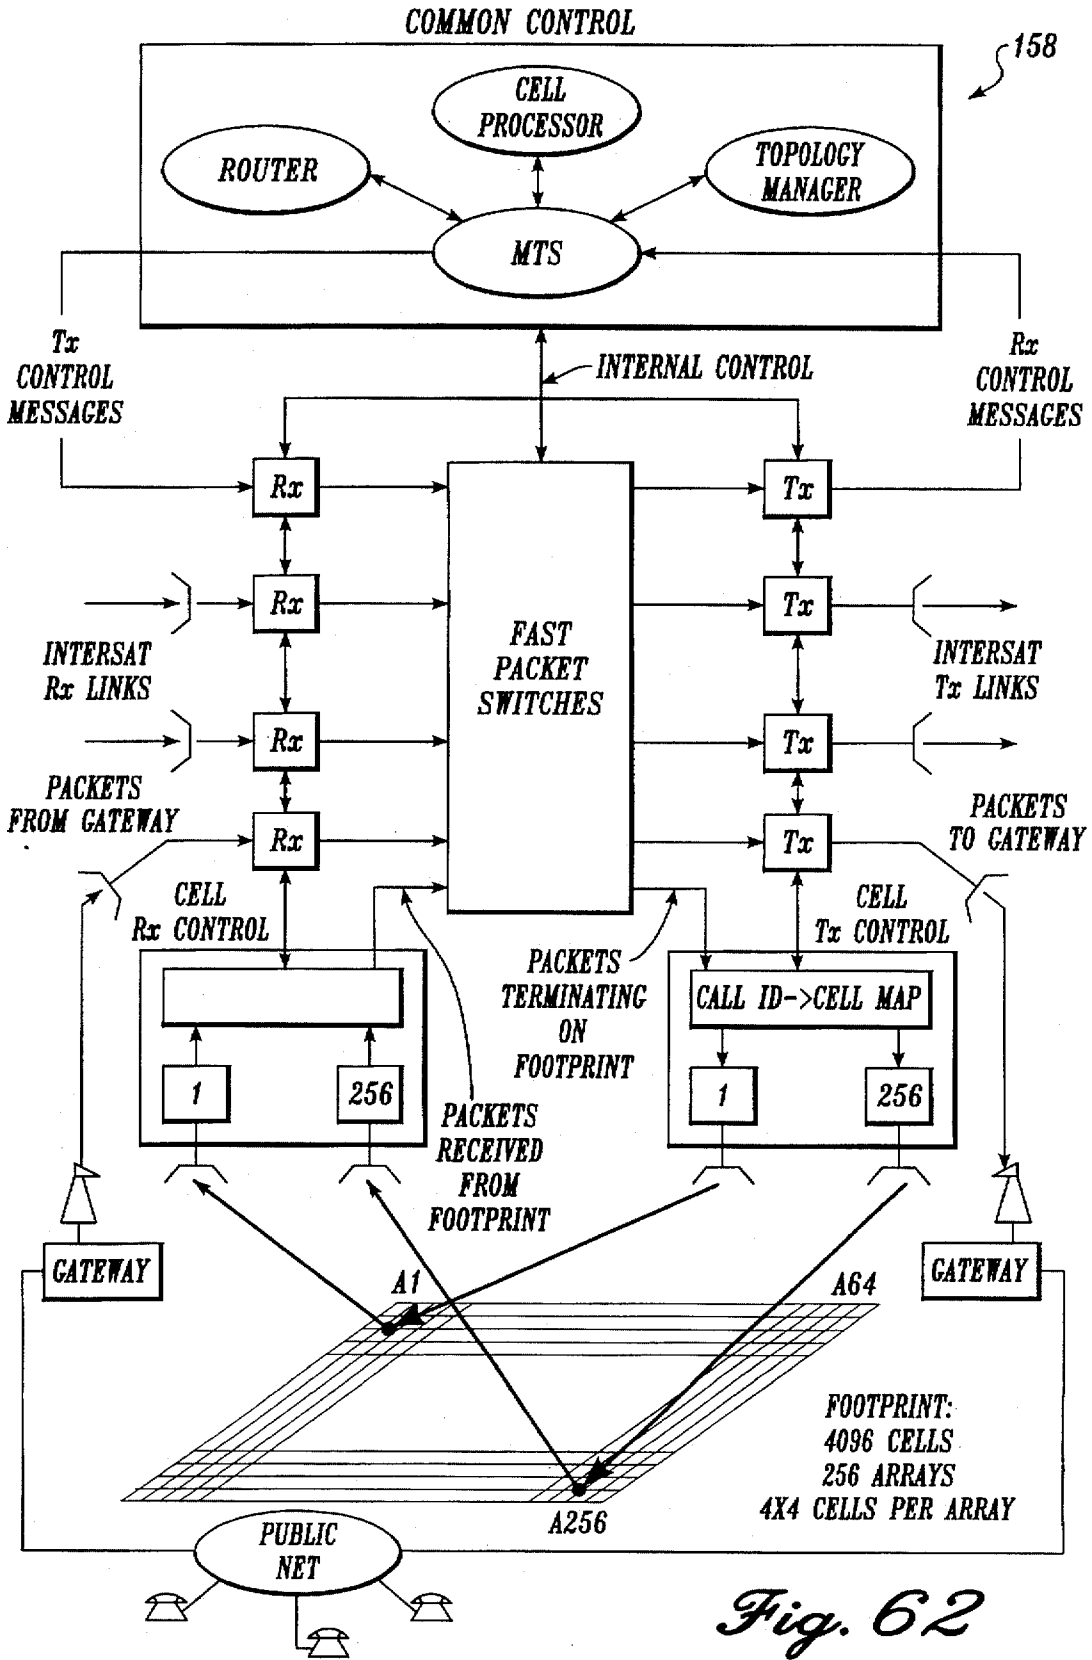 COMMON CONTROL
158
CELL
PROCESSOR
ROUTER
TOPOLOGY
MANAGER
MTS
Tx
CONTROL
MESSAGES
INTERNAL CONTROL
Rx
CONTROL
MESSAGES
Rx
Tx
Rx
Tx
INTERSAT
Rx LINKS
FAST
PACKET
SWITCHES
INTERSAT
Tx LINKS
Rx
Tx
PACKETS
FROM GATEWAY
PACKETS
TO GATEWAY
Rx
Tx
CELL
Rx CONTROL
CELL
Tx CONTROL
PACKETS
TERMINATING
ON
FOOTPRINT
CALL ID->CELL MAP
1
256
1
256
PACKETS
RECEIVED
FROM
FOOTPRINT
GATEWAY
GATEWAY
A1
A64
FOOTPRINT:
4096 CELLS
256 ARRAYS
4X4 CELLS PER ARRAY
A256
PUBLIC
NET
Fig. 62